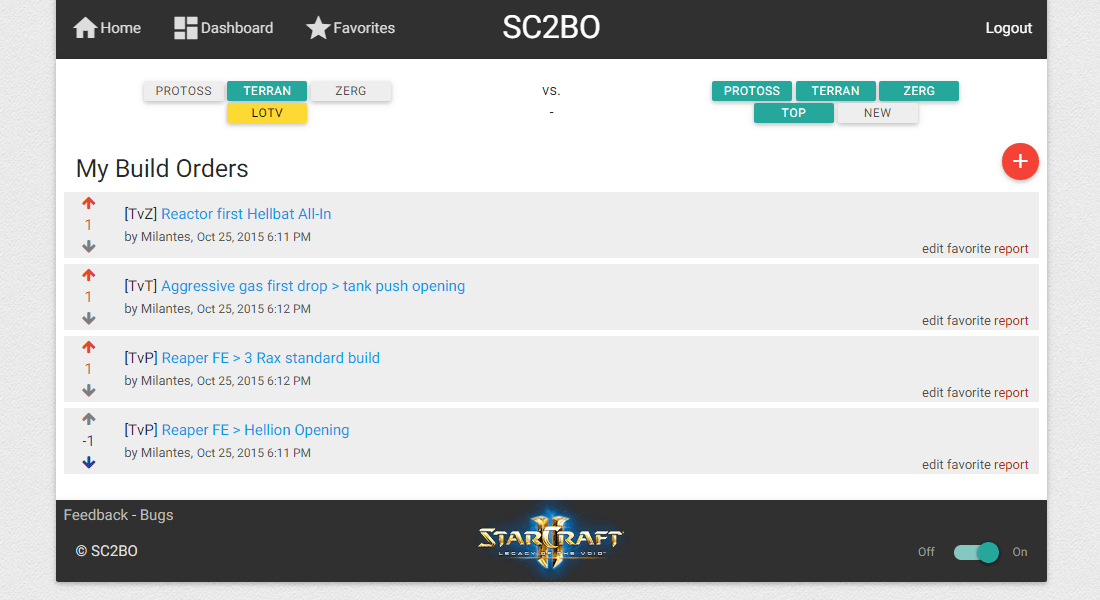 Home Dashboard Favorites SC2BO Logout
PROTOSS TERRAN ZERG vs. PROTOSS TERRAN ZERG
LOTV - TOP NEW
My Build Orders +
1
[TvZ] Reactor first Hellbat All-In
by Milantes, Oct 25, 2015 6:11 PM
edit favorite report
1
[TvT] Aggressive gas first drop > tank push opening
by Milantes, Oct 25, 2015 6:12 PM
edit favorite report
1
[TvP] Reaper FE > 3 Rax standard build
by Milantes, Oct 25, 2015 6:12 PM
edit favorite report
-1
[TvP] Reaper FE > Hellion Opening
by Milantes, Oct 25, 2015 6:11 PM
edit favorite report
Feedback - Bugs
STARCRAFT II
LEGACY OF THE VOID
© SC2BO
Off On